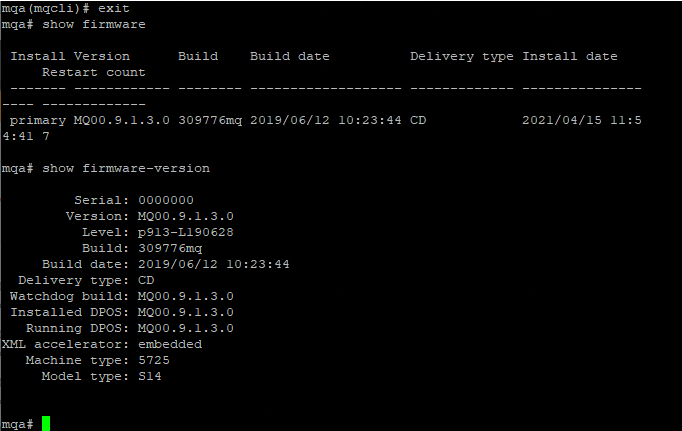 mqa(mqcli)# exit
mqa# show firmware
Install Version Build Build date Delivery type Install date
Restart count
------- ------------ -------- ------------------- ------------- ---------------
---- -------------
primary MQ00.9.1.3.0 309776mq 2019/06/12 10:23:44 CD 2021/04/15 11:5
4:41 7
mqa# show firmware-version
Serial: 0000000
Version: MQ00.9.1.3.0
Level: p913-L190628
Build: 309776mq
Build date: 2019/06/12 10:23:44
Delivery type: CD
Watchdog build: MQ00.9.1.3.0
Installed DPOS: MQ00.9.1.3.0
Running DPOS: MQ00.9.1.3.0
XML accelerator: embedded
Machine type: 5725
Model type: S14
mqa#